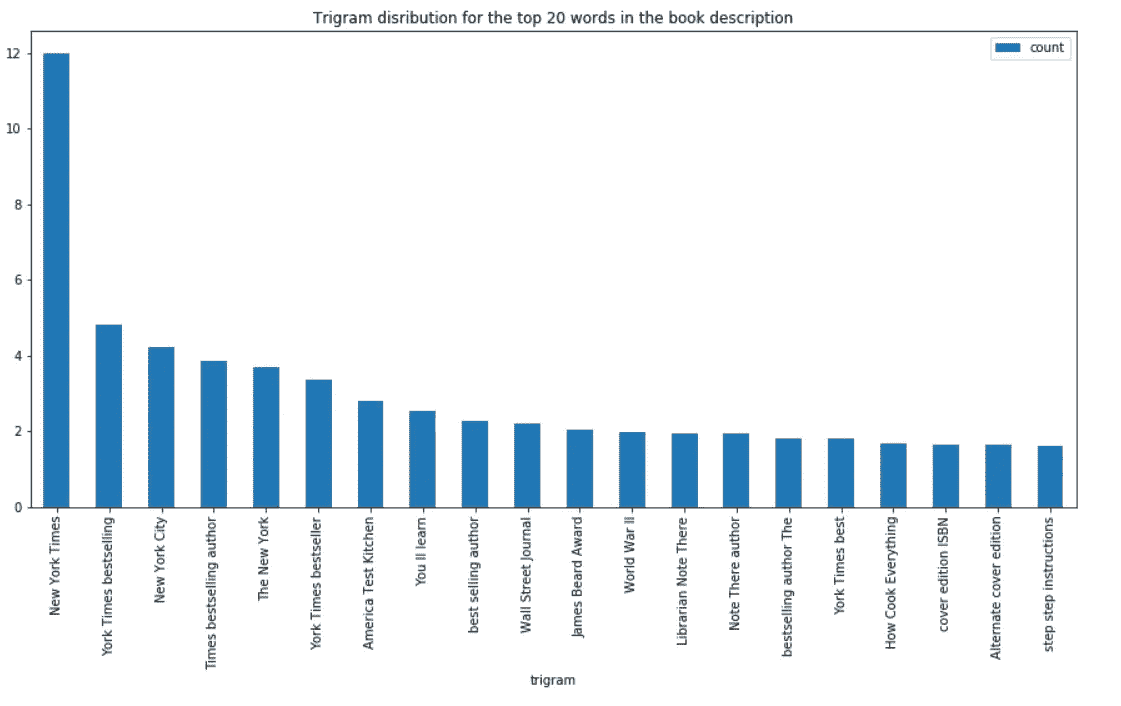 Trigram disribution for the top 20 words in the book description
count
12
10
8
6
4
2
0
New York Times
York Times bestselling
New York City
Times bestselling author
The New York
York Times bestseller
America Test Kitchen
You ll learn
best selling author
Wall Street Journal
James Beard Award
World War II
Librarian Note There
Note There author
bestselling author The
York Times best
How Cook Everything
cover edition ISBN
Alternate cover edition
step step instructions
trigram